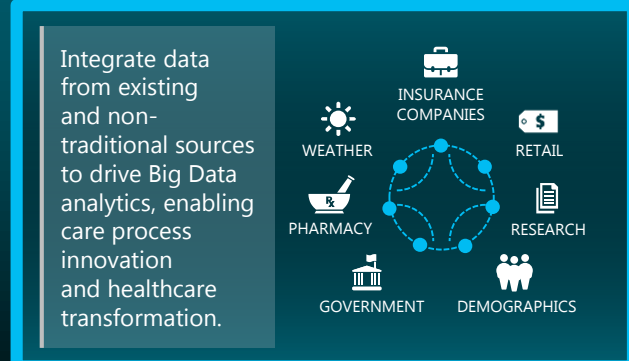 Integrate data
from existing
and non-
traditional sources
to drive Big Data
analytics, enabling
care process
innovation
and healthcare
transformation.
INSURANCE
COMPANIES
$
WEATHER
RETAIL
Rx
PHARMACY
RESEARCH
GOVERNMENT
DEMOGRAPHICS